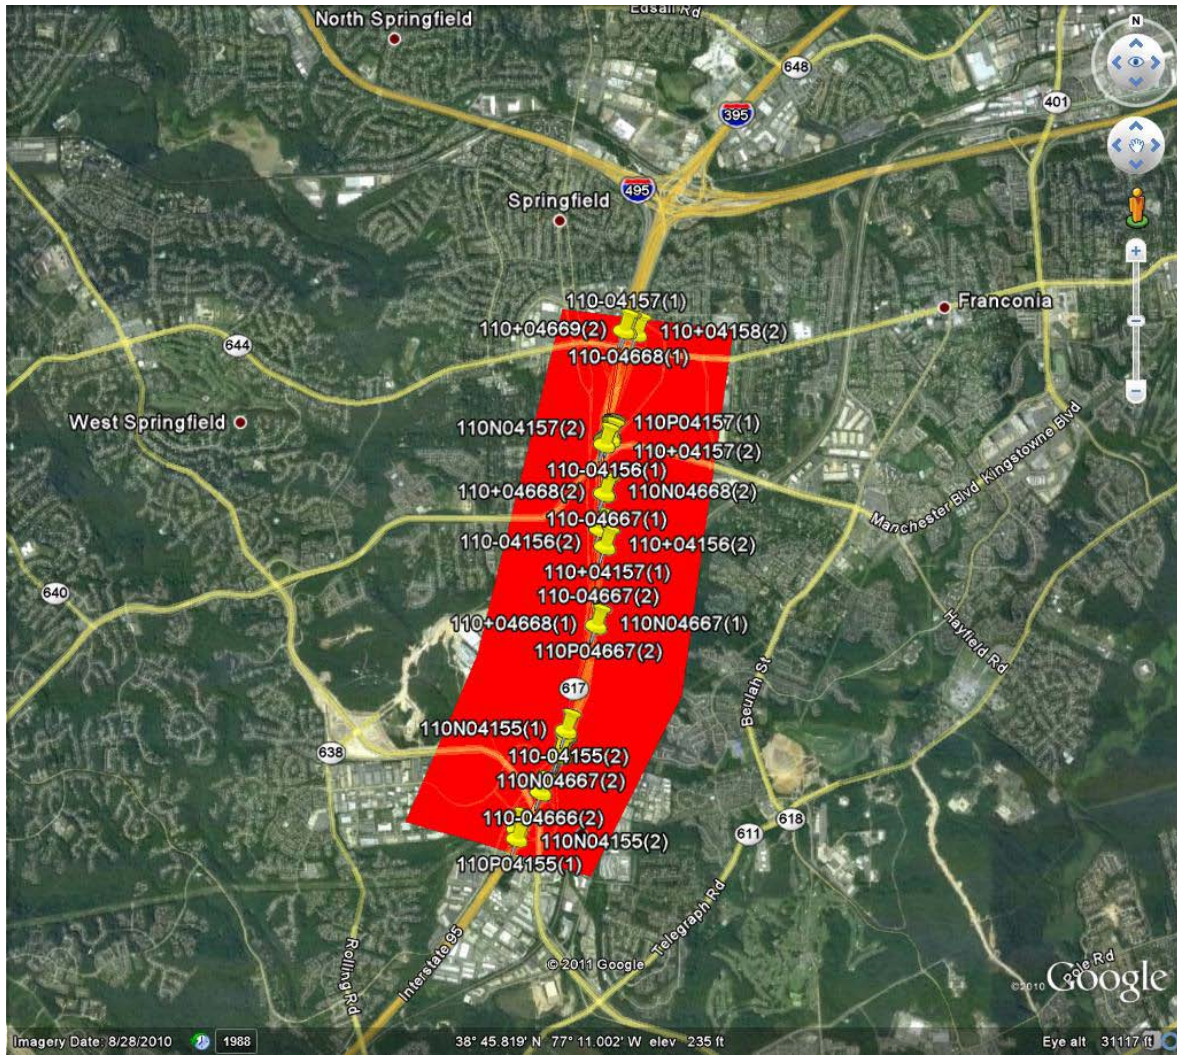 North Springfield
Edsall Rd
N
648
401
395
495
Springfield
110-04157(1)
Franconia
110+04669(2)
110+04158(2)
644
110-04668(1)
West Springfield
110N04157(2)
110P04157(1)
110+04157(2)
110-04156(1)
110+04668(2)
110N04668(2)
Manchester Blvd
Kingstowne Blvd
110-04667(1)
110-04156(2)
110+04156(2)
110+04157(1)
640
110-04667(2)
110+04668(1)
110N04667(1)
Hayfield Rd
110P04667(2)
617
Beulah St
110N04155(1)
638
110-04155(2)
110N04667(2)
110-04666(2)
618
611
110N04155(2)
110P04155(1)
Telegraph Rd
Rolling Rd
Interstate 95
© 2011 Google
Pole Rd
©2010 Google
Imagery Date: 8/28/2010
1988
38° 45.819' N 77° 11.002' W elev 235 ft
Eye alt 31117 ft